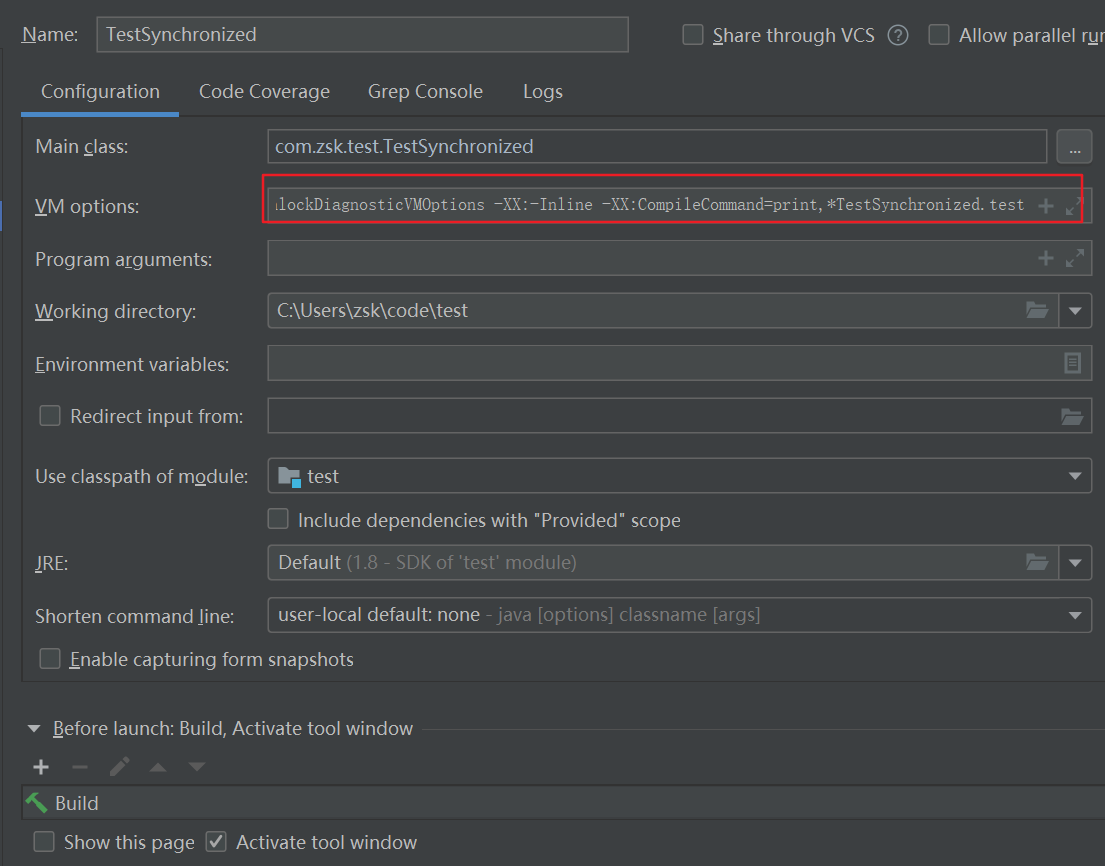 Name: TestSynchronized Share through VCS ? Allow parallel run
Configuration Code Coverage Grep Console Logs
Main class: com.zsk.test.TestSynchronized ...
VM options: lockDiagnosticVMOptions -XX:-Inline -XX:CompileCommand=print,*TestSynchronized.test
Program arguments:
Working directory: C:\Users\zsk\code\test
Environment variables:
Redirect input from:
Use classpath of module: test
Include dependencies with "Provided" scope
JRE: Default (1.8 - SDK of 'test' module)
Shorten command line: user-local default: none - java [options] classname [args]
Enable capturing form snapshots
Before launch: Build, Activate tool window
Build
Show this page Activate tool window